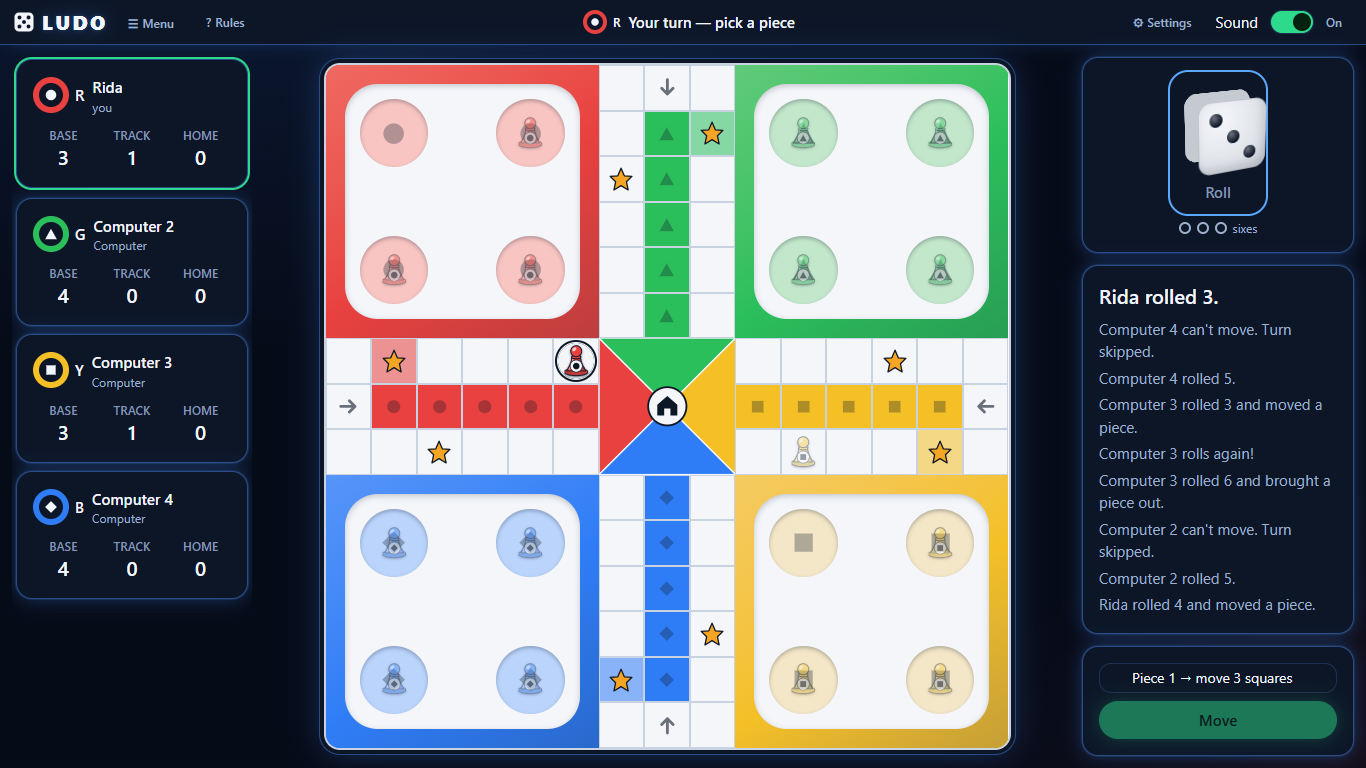 LUDO
☰ Menu
? Rules
R Your turn — pick a piece
⚙ Settings
Sound
On
R
Rida
you
BASE TRACK HOME
3 1 0
G
Computer 2
Computer
BASE TRACK HOME
4 0 0
Y
Computer 3
Computer
BASE TRACK HOME
3 1 0
B
Computer 4
Computer
BASE TRACK HOME
4 0 0
Roll
sixes
Rida rolled 3.
Computer 4 can't move. Turn
skipped.
Computer 4 rolled 5.
Computer 3 rolled 3 and moved a
piece.
Computer 3 rolls again!
Computer 3 rolled 6 and brought a
piece out.
Computer 2 can't move. Turn
skipped.
Computer 2 rolled 5.
Rida rolled 4 and moved a piece.
Piece 1 → move 3 squares
Move